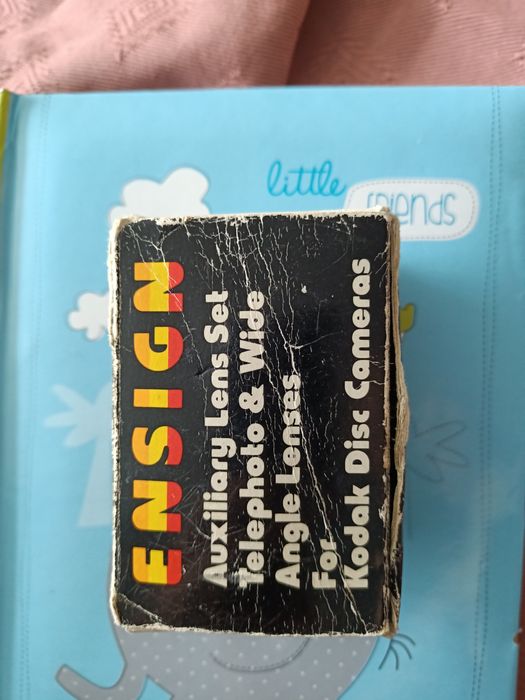 little
friends
ENSIGN
Auxiliary Lens Set
Telephoto & Wide
Angle Lenses
For
Kodak Disc Cameras